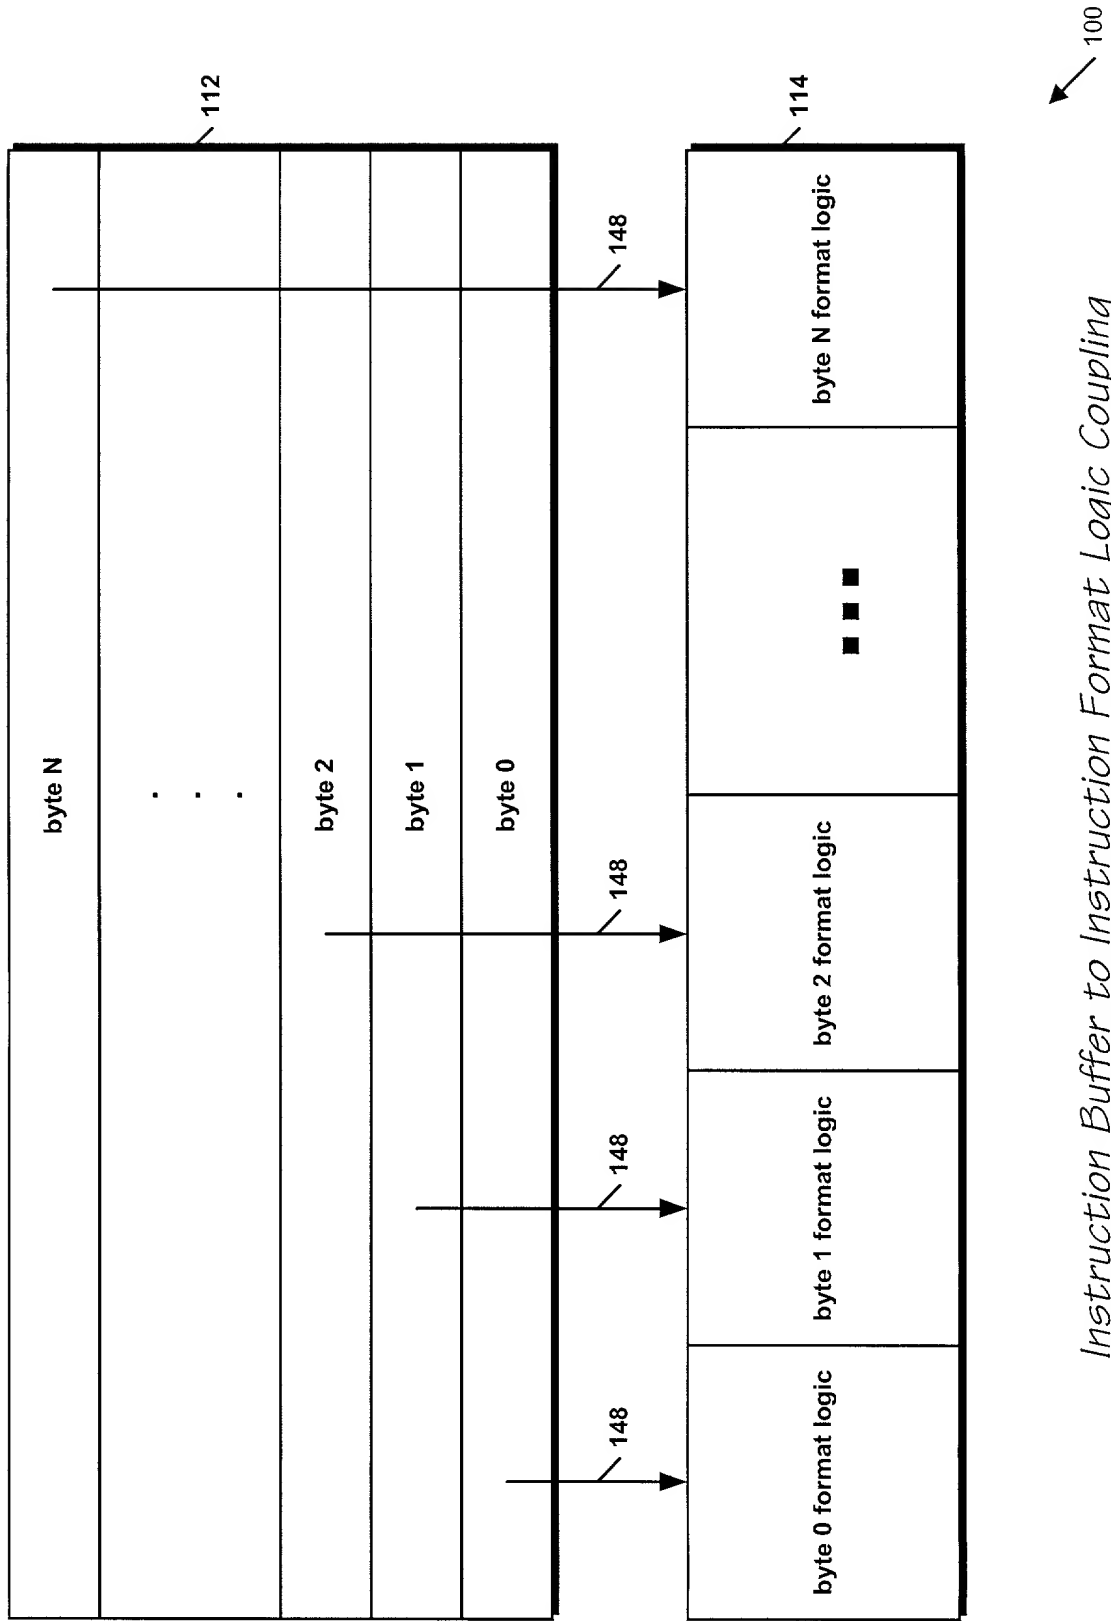 byte N
. . .
byte 2
byte 1
byte 0
112
148
148
148
148
byte 0 format logic
byte 1 format logic
byte 2 format logic
byte N format logic
114
100
Instruction Buffer to Instruction Format Logic Coupling